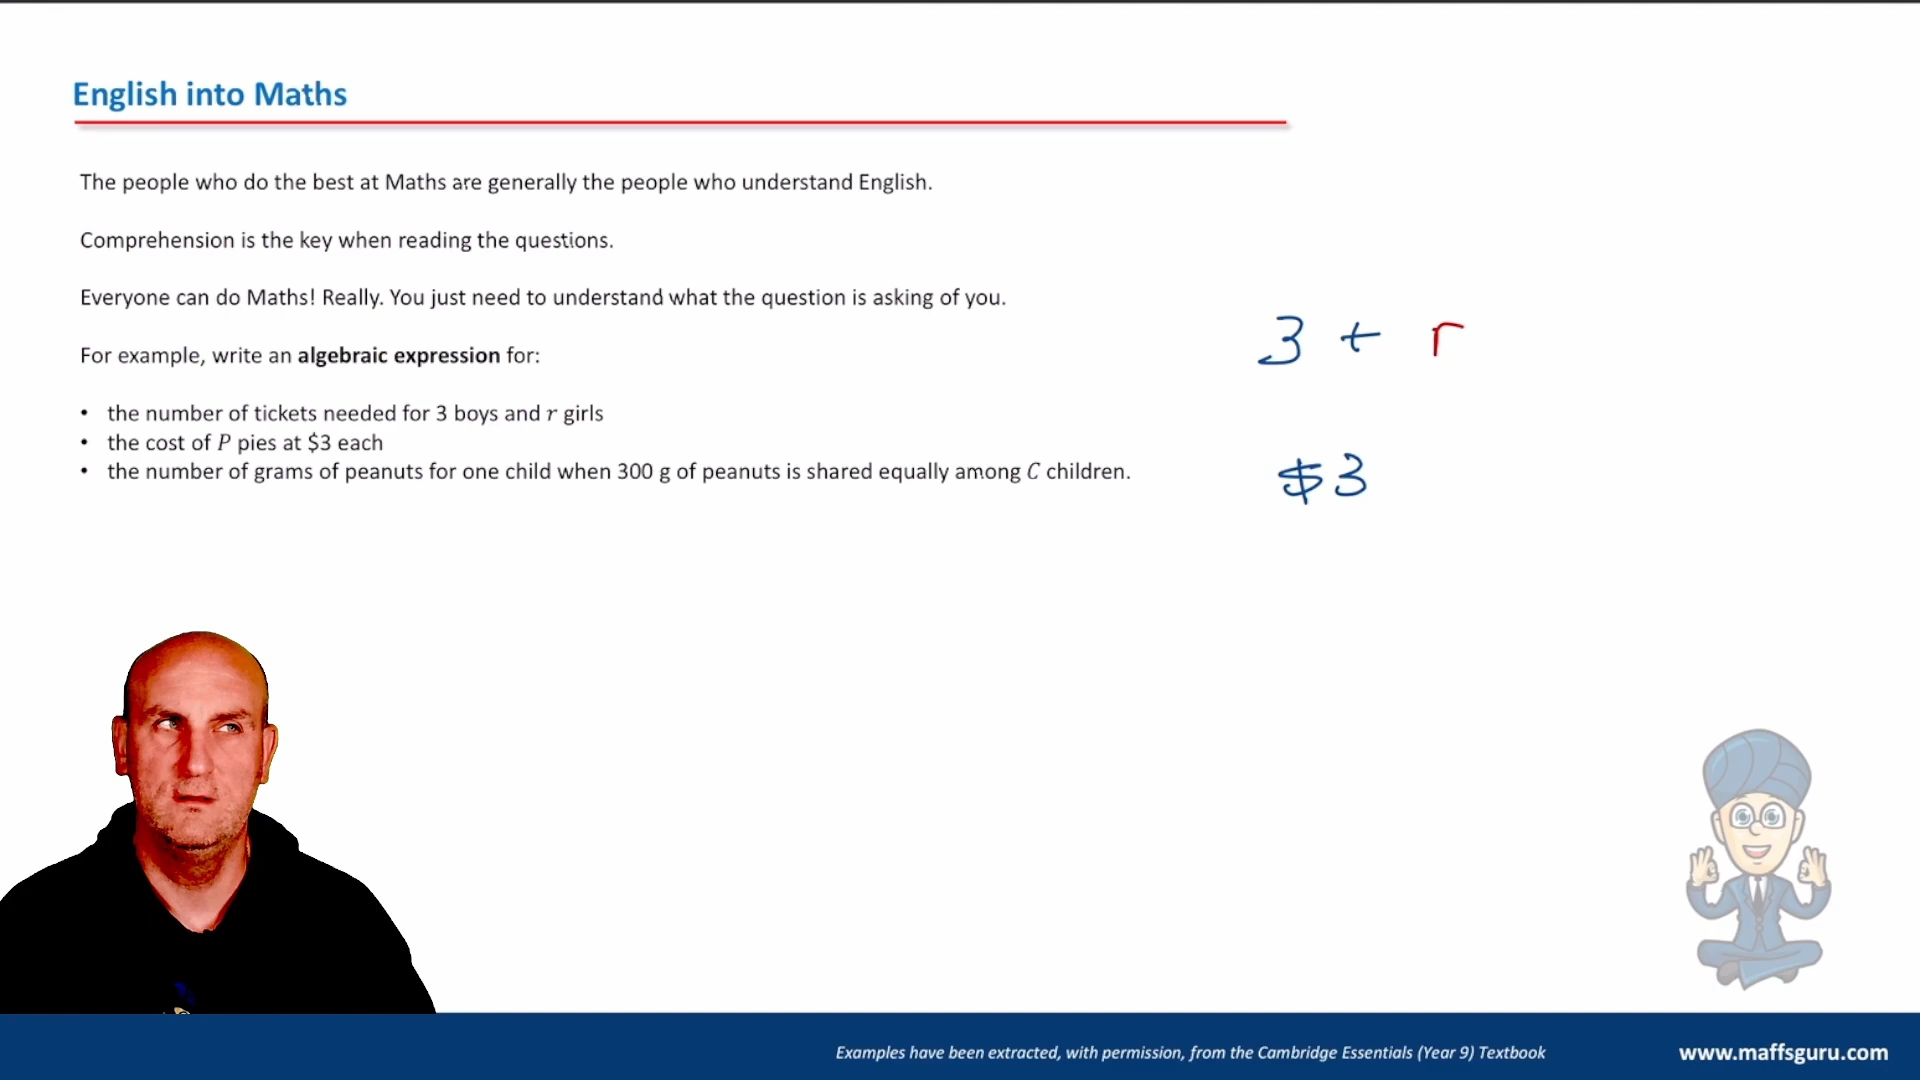 English into Maths
The people who do the best at Maths are generally the people who understand English.
Comprehension is the key when reading the questions.
Everyone can do Maths! Really. You just need to understand what the question is asking of you.
3 + r
For example, write an algebraic expression for:
• the number of tickets needed for 3 boys and r girls
• the cost of P pies at $3 each
• the number of grams of peanuts for one child when 300 g of peanuts is shared equally among C children.
$3
Examples have been extracted, with permission, from the Cambridge Essentials (Year 9) Textbook
www.maffsguru.com